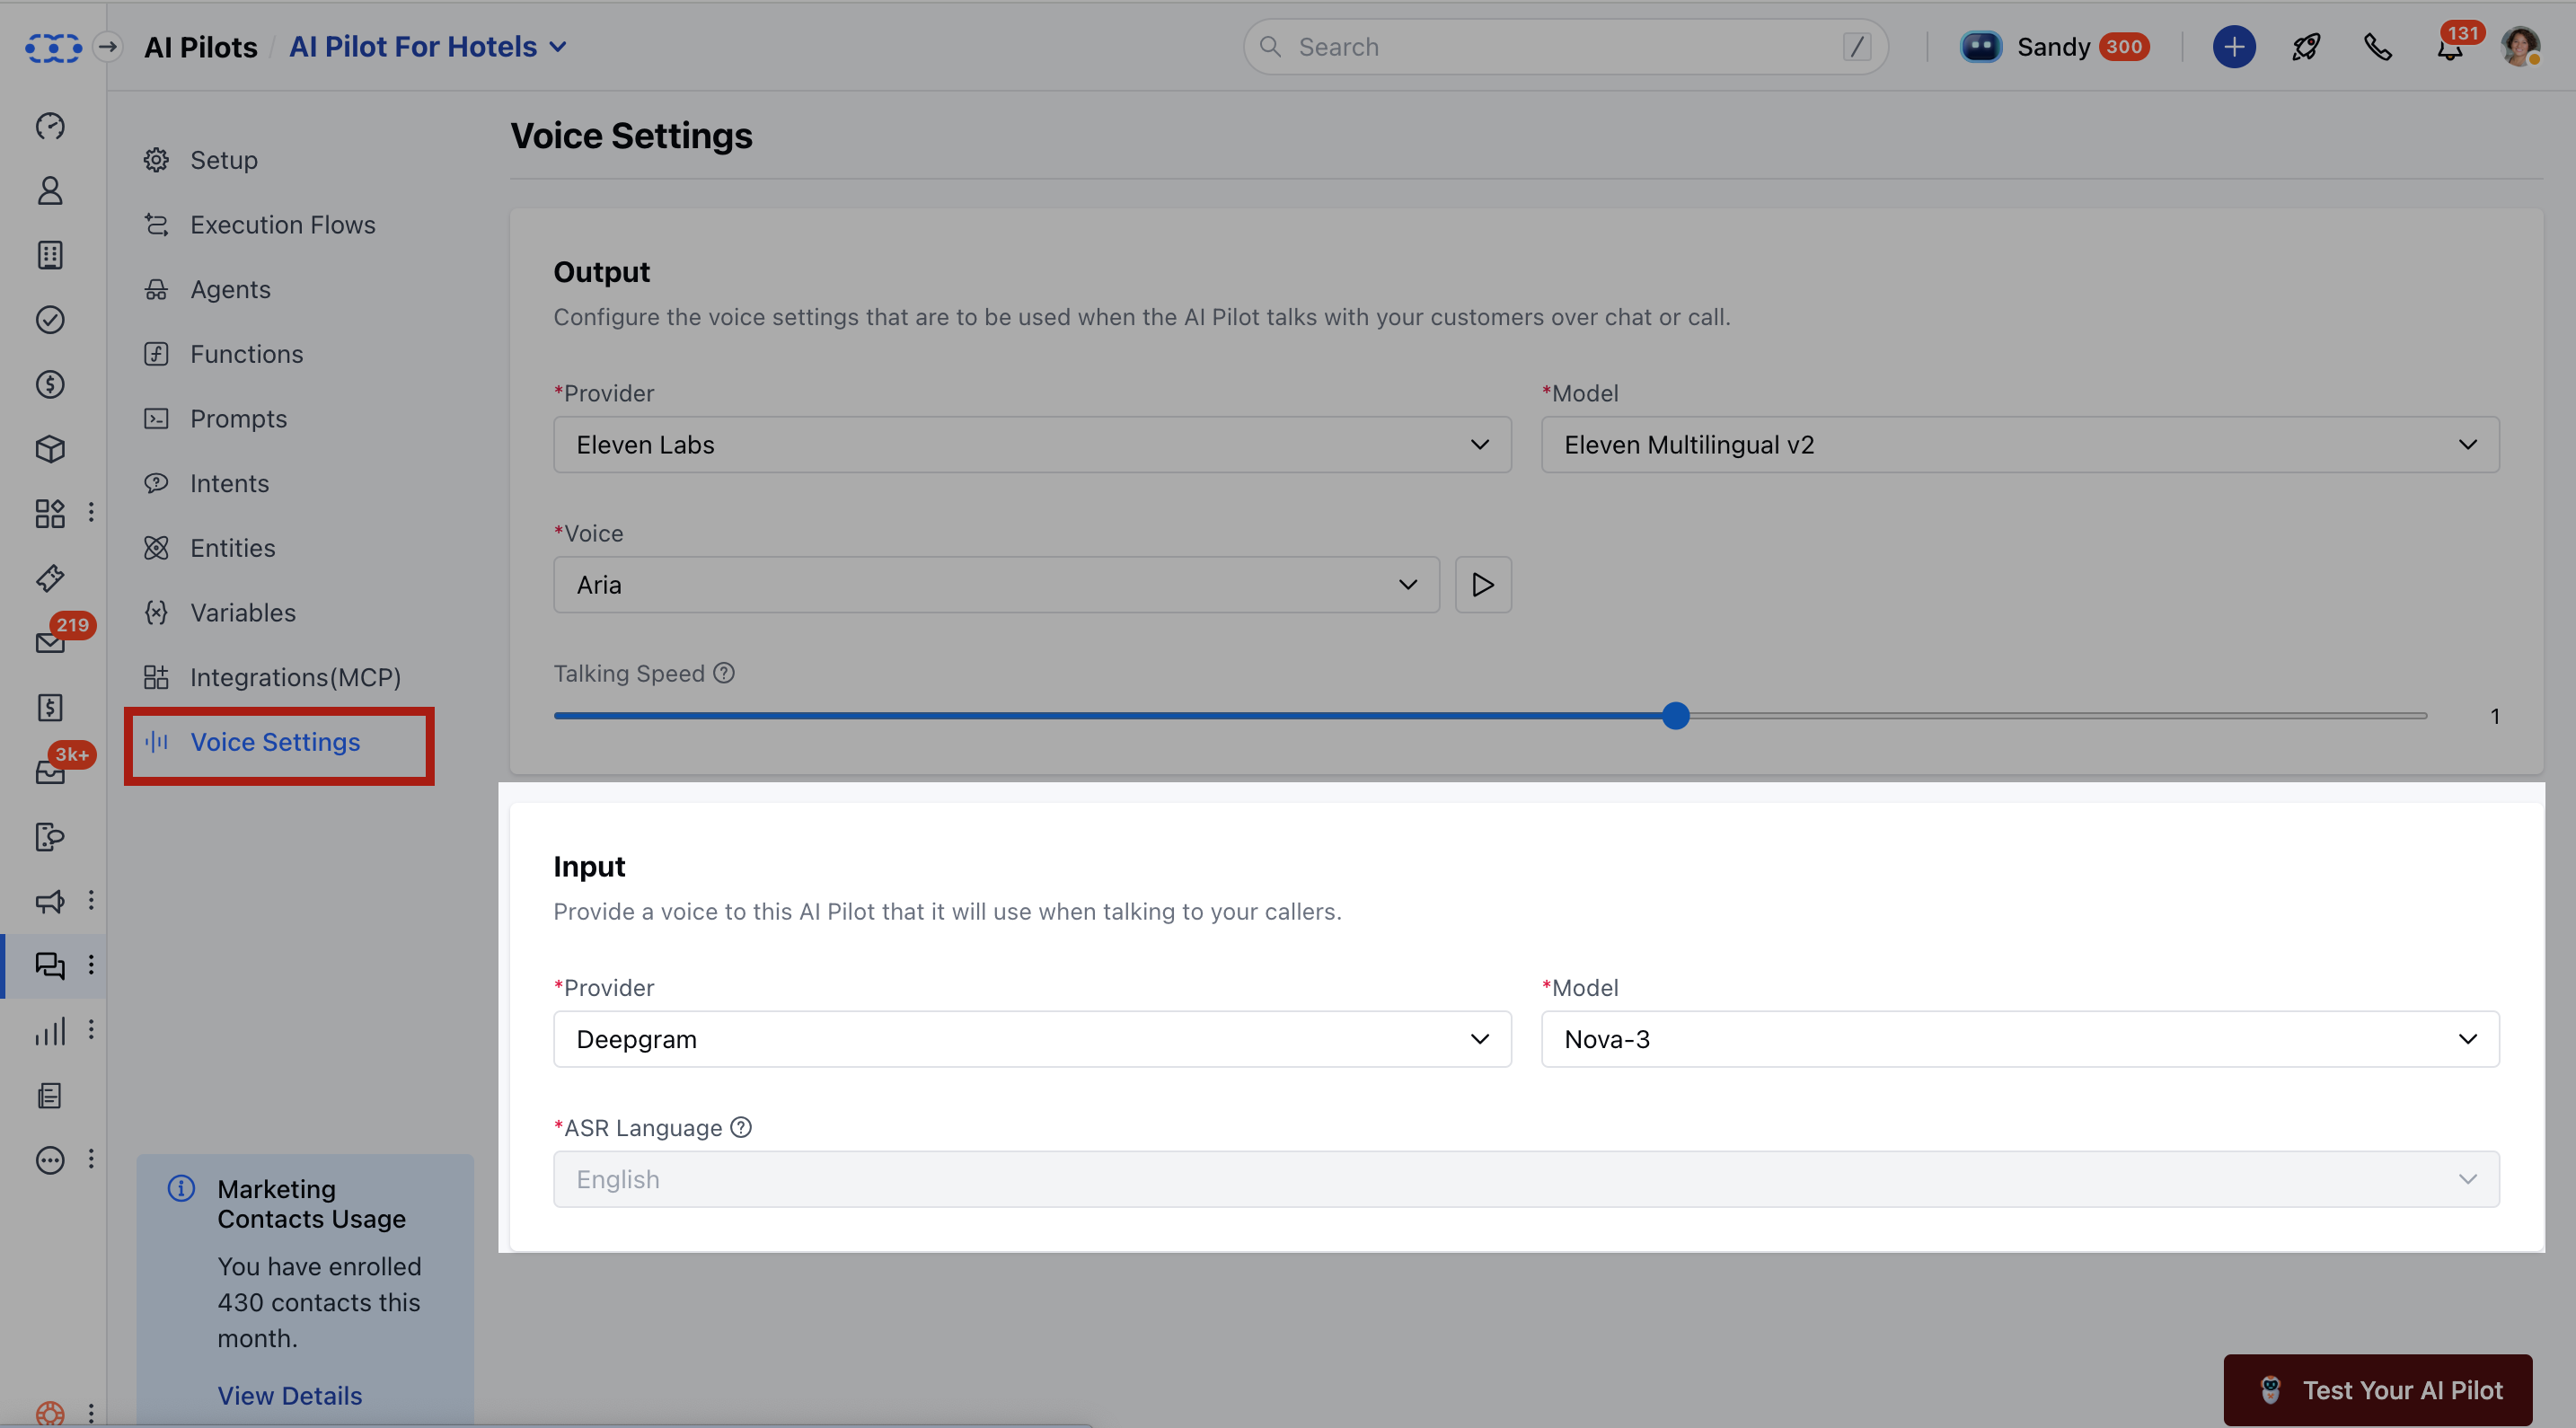 AI Pilots / AI Pilot For Hotels
Search /
Sandy 300
131
Setup
Execution Flows
Agents
Functions
Prompts
Intents
Entities
Variables
Integrations(MCP)
Voice Settings
219
3k+
Marketing
Contacts Usage
You have enrolled
430 contacts this
month.
View Details
Voice Settings
Output
Configure the voice settings that are to be used when the AI Pilot talks with your customers over chat or call.
*Provider
Eleven Labs
*Model
Eleven Multilingual v2
*Voice
Aria
Talking Speed
1
Input
Provide a voice to this AI Pilot that it will use when talking to your callers.
*Provider
Deepgram
*Model
Nova-3
*ASR Language
English
Test Your AI Pilot